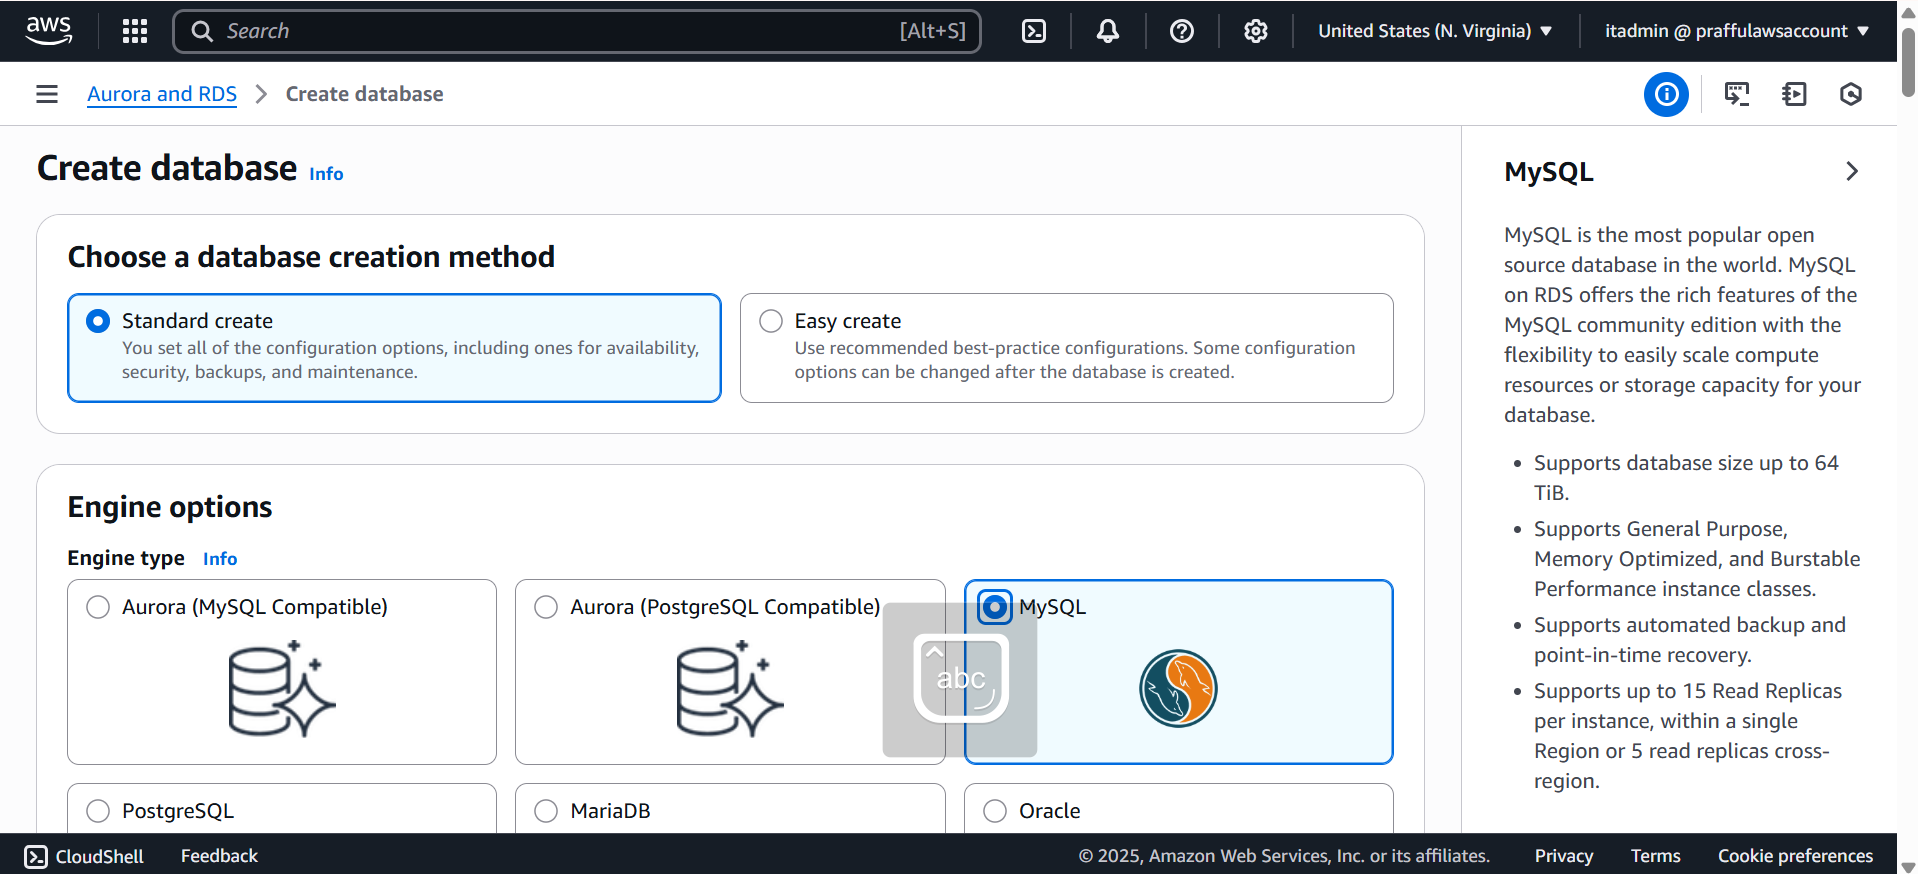 aws
Search
[Alt+S]
United States (N. Virginia)
itadmin @ praffulawsaccount
Aurora and RDS
Create database
Create database
Info
Choose a database creation method
Standard create
You set all of the configuration options, including ones for availability,
security, backups, and maintenance.
Easy create
Use recommended best-practice configurations. Some configuration
options can be changed after the database is created.
Engine options
Engine type
Info
Aurora (MySQL Compatible)
Aurora (PostgreSQL Compatible)
MySQL
abc
PostgreSQL
MariaDB
Oracle
MySQL
MySQL is the most popular open
source database in the world. MySQL
on RDS offers the rich features of the
MySQL community edition with the
flexibility to easily scale compute
resources or storage capacity for your
database.
• Supports database size up to 64
TiB.
• Supports General Purpose,
Memory Optimized, and Burstable
Performance instance classes.
• Supports automated backup and
point-in-time recovery.
• Supports up to 15 Read Replicas
per instance, within a single
Region or 5 read replicas cross-
region.
CloudShell
Feedback
© 2025, Amazon Web Services, Inc. or its affiliates.
Privacy
Terms
Cookie preferences